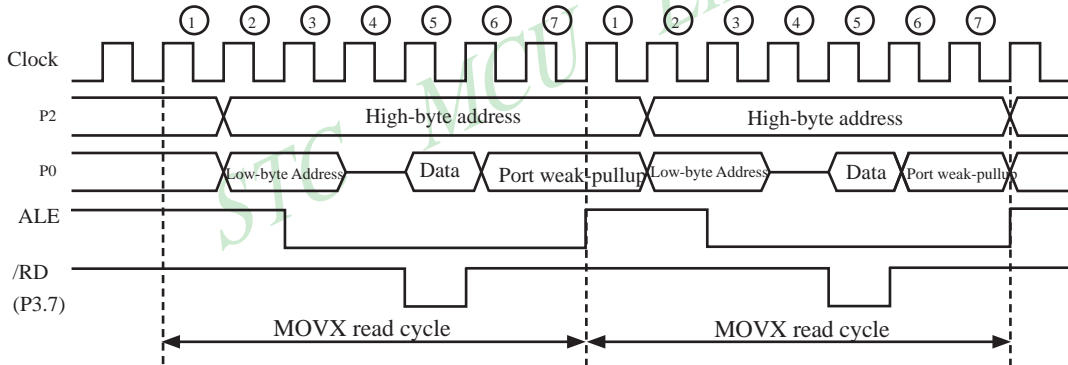 1 2 3 4 5 6 7 1 2 3 4 5 6 7
Clock
P2 High-byte address High-byte address
P0 Low-byte Address Data Port weak-pullup Low-byte Address Data Port weak-pullup
ALE
/RD
(P3.7)
MOVX read cycle MOVX read cycle
STC MCU